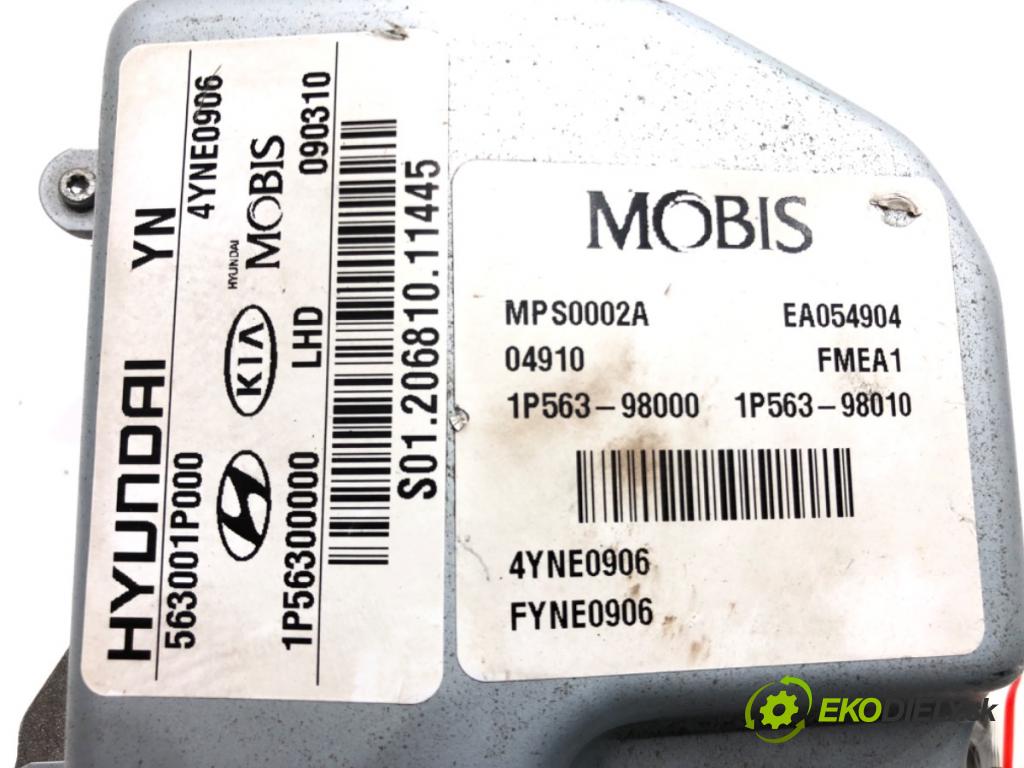 HYUNDAI YN
563001P000 4YNE0906
KIA HYUNDAI MOBIS
1P56300000 LHD 090310
S01.206810.11445
MOBIS
MPS0002A EA054904
04910 FMEA1
1P563-98000 1P563-98010
4YNE0906
FYNE0906
EKODIELY.sk